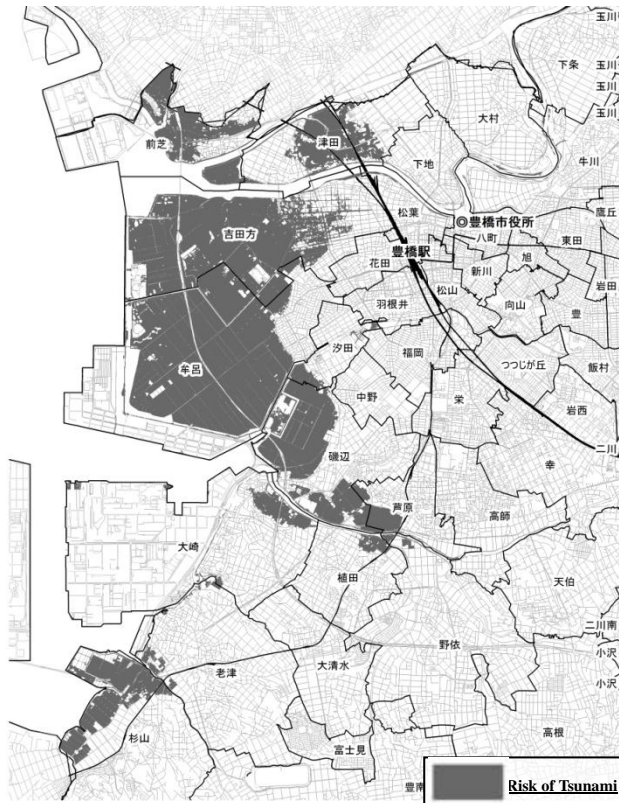 玉川
下条
玉川
玉川
玉川
大村
前芝
津田
下地
牛川
吉田方
松葉
◎豊橋市役所
鷹丘
八町
東田
豊橋駅
花田
旭
新川
岩田
松山
羽根井
向山
豊
汐田
福岡
つつじが丘
飯村
牟呂
中野
栄
岩西
二川
磯辺
幸
芦原
高師
大崎
植田
天伯
二川南
野依
小沢
老津
大清水
小沢
杉山
高根
富士見
豊南
Risk of Tsunami